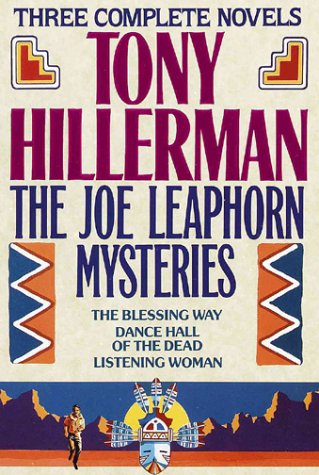 THREE COMPLETE NOVELS
TONY
HILLERMAN
THE JOE LEAPHORN
MYSTERIES
THE BLESSING WAY
DANCE HALL
OF THE DEAD
LISTENING WOMAN